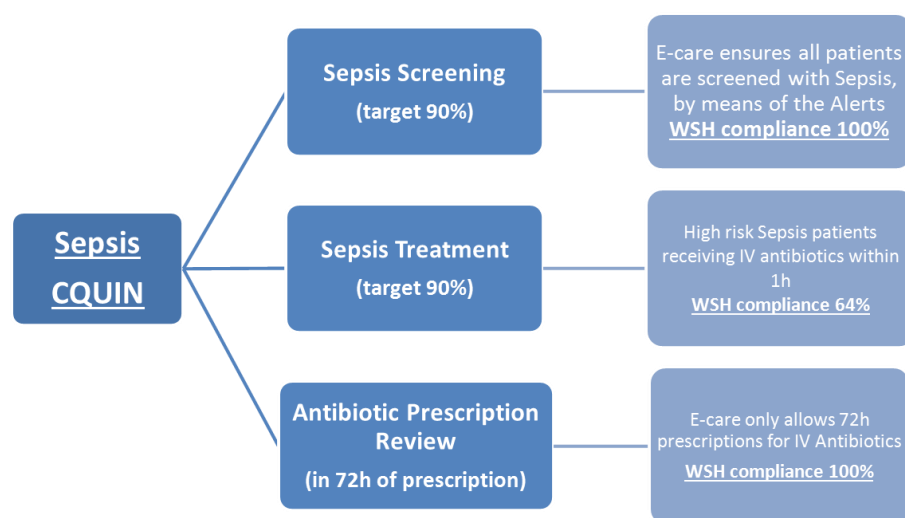 Sepsis
CQUIN
Sepsis Screening
(target 90%)
E-care ensures all patients
are screened with Sepsis,
by means of the Alerts
WSH compliance 100%
Sepsis Treatment
(target 90%)
High risk Sepsis patients
receiving IV antibiotics within
1h
WSH compliance 64%
Antibiotic Prescription
Review
(in 72h of prescription)
E-care only allows 72h
prescriptions for IV Antibiotics
WSH compliance 100%